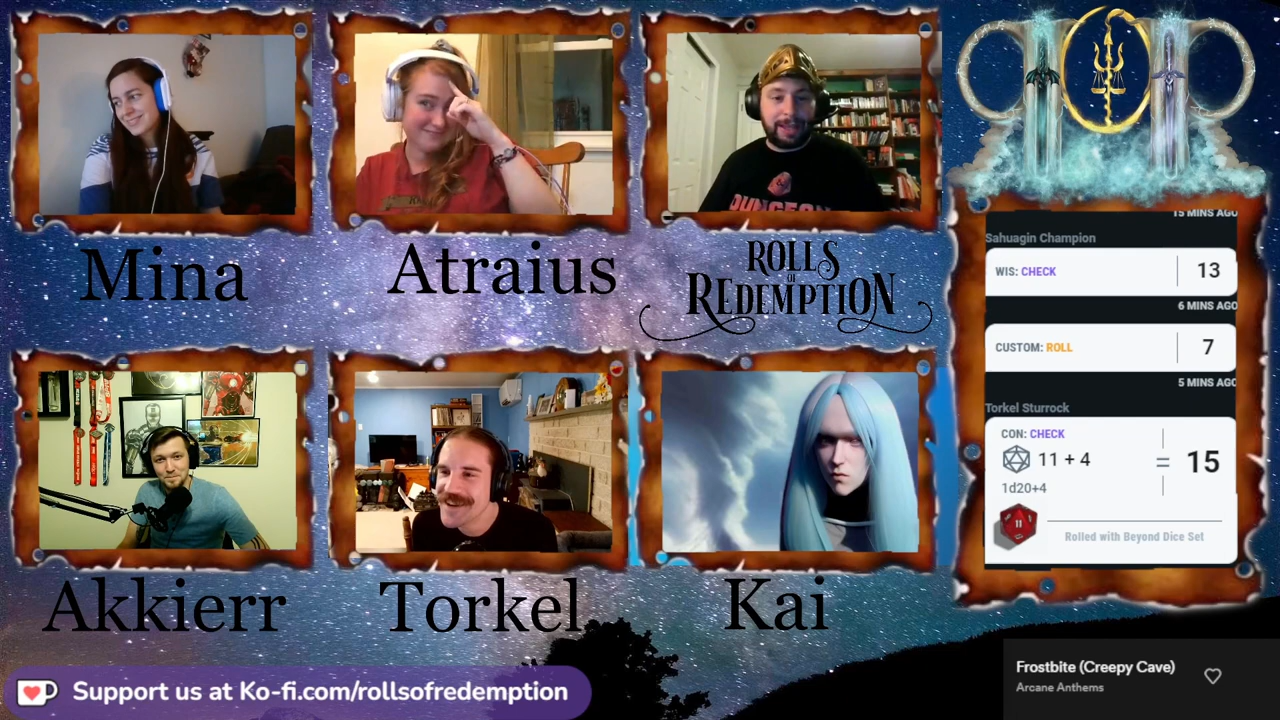 Mina
Atraius
ROLLS
OF
REDEMPTION
DUNGEON
Akkierr
Torkel
Kai
15 MINS AGO
Sahuagin Champion
WIS: CHECK
13
6 MINS AGO
CUSTOM: ROLL
7
5 MINS AGO
Torkel Sturrock
CON: CHECK
11 + 4
= 15
1d20+4
11
Rolled with Beyond Dice Set
Support us at Ko-fi.com/rollsofredemption
Frostbite (Creepy Cave)
Arcane Anthems